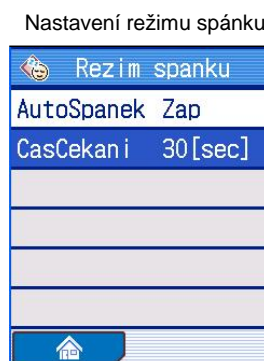 Nastavení režimu spánku
Rezim spanku
AutoSpanek Zap
CasCekani 30[sec]